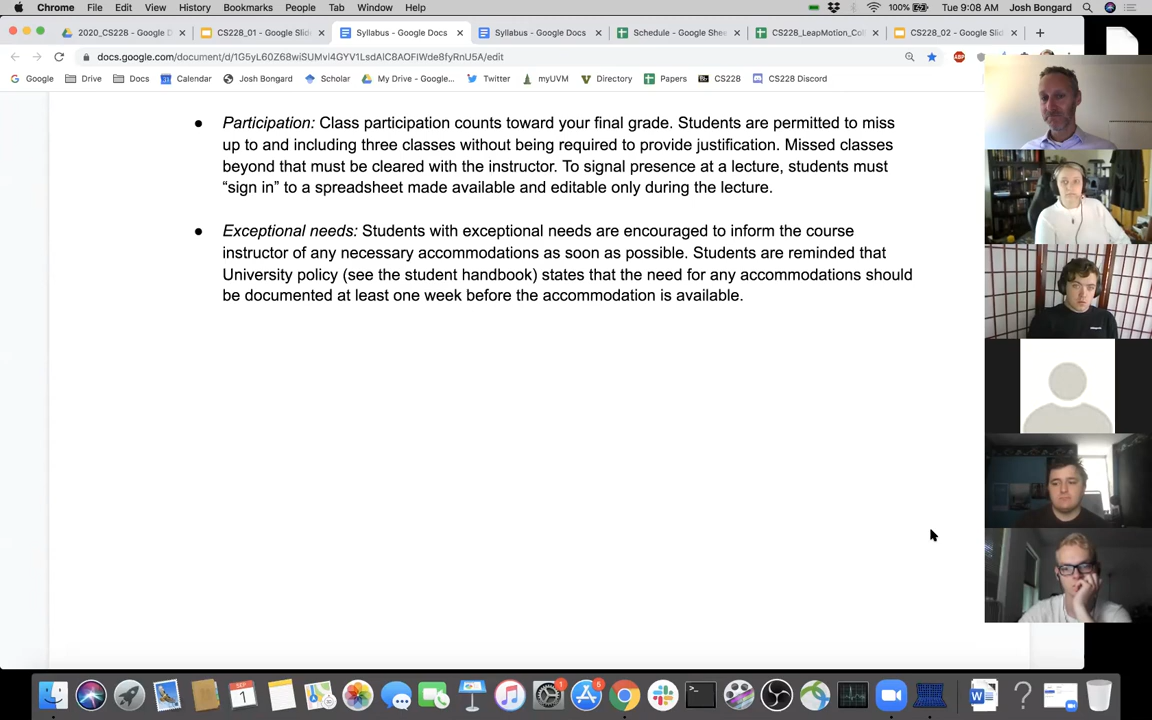 Chrome File Edit View History Bookmarks People Tab Window Help 100% Tue 9:08 AM Josh Bongard
2020_CS228 - Google D CS228_01 - Google Slid Syllabus - Google Docs Syllabus - Google Docs Schedule - Google Shee CS228_LeapMotion_Col CS228_02 - Google Slid
docs.google.com/document/d/1G5yL60Z68wiSUMvl4GYV1LsdAlC8AOFIWde8fyRnU5A/edit
Google Drive Docs Calendar Josh Bongard Scholar My Drive - Google... Twitter myUVM Directory Papers CS228 CS228 Discord
● Participation: Class participation counts toward your final grade. Students are permitted to miss
up to and including three classes without being required to provide justification. Missed classes
beyond that must be cleared with the instructor. To signal presence at a lecture, students must
“sign in” to a spreadsheet made available and editable only during the lecture.
● Exceptional needs: Students with exceptional needs are encouraged to inform the course
instructor of any necessary accommodations as soon as possible. Students are reminded that
University policy (see the student handbook) states that the need for any accommodations should
be documented at least one week before the accommodation is available.
SEP
1
1
6